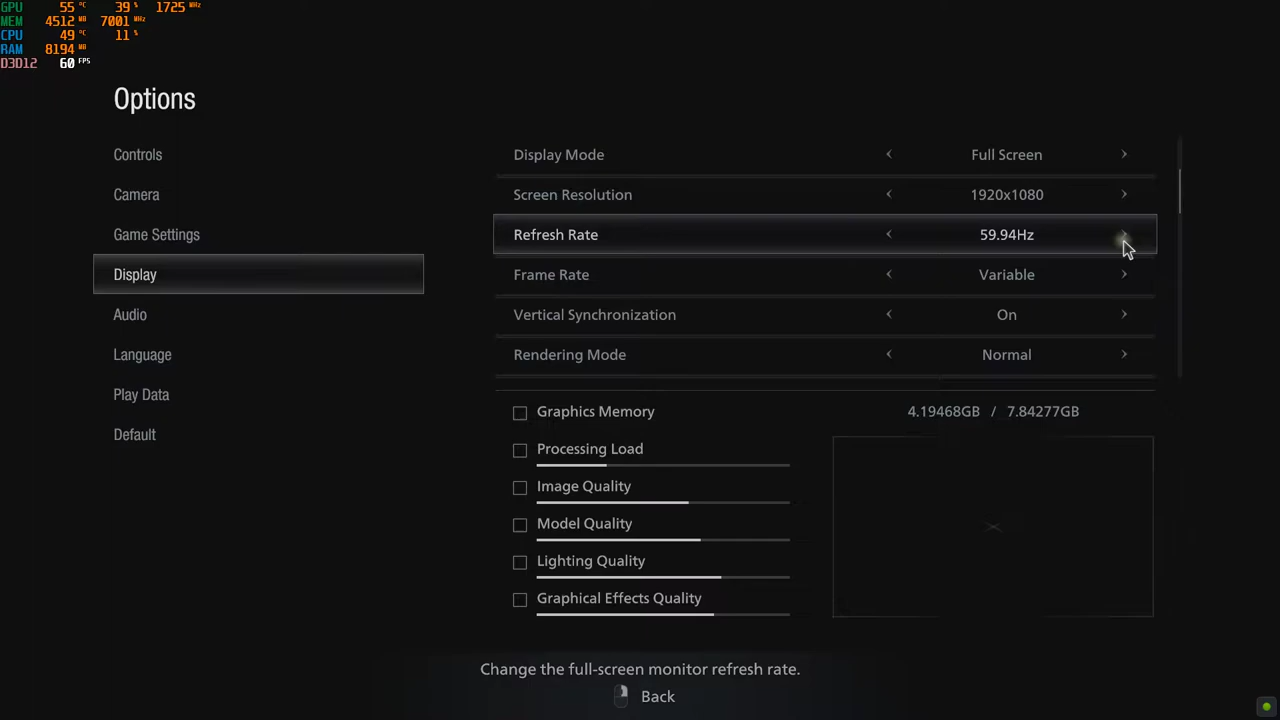 GPU 55 °C 39 % 1725 MHz
MEM 4512 MB 7001 MHz
CPU 49 °C 11 %
RAM 8194 MB
D3D12 60 FPS
Options
Controls
Camera
Game Settings
Display
Audio
Language
Play Data
Default
Display Mode Full Screen
Screen Resolution 1920x1080
Refresh Rate 59.94Hz
Frame Rate Variable
Vertical Synchronization On
Rendering Mode Normal
Graphics Memory 4.19468GB / 7.84277GB
Processing Load
Image Quality
Model Quality
Lighting Quality
Graphical Effects Quality
Change the full-screen monitor refresh rate.
Back